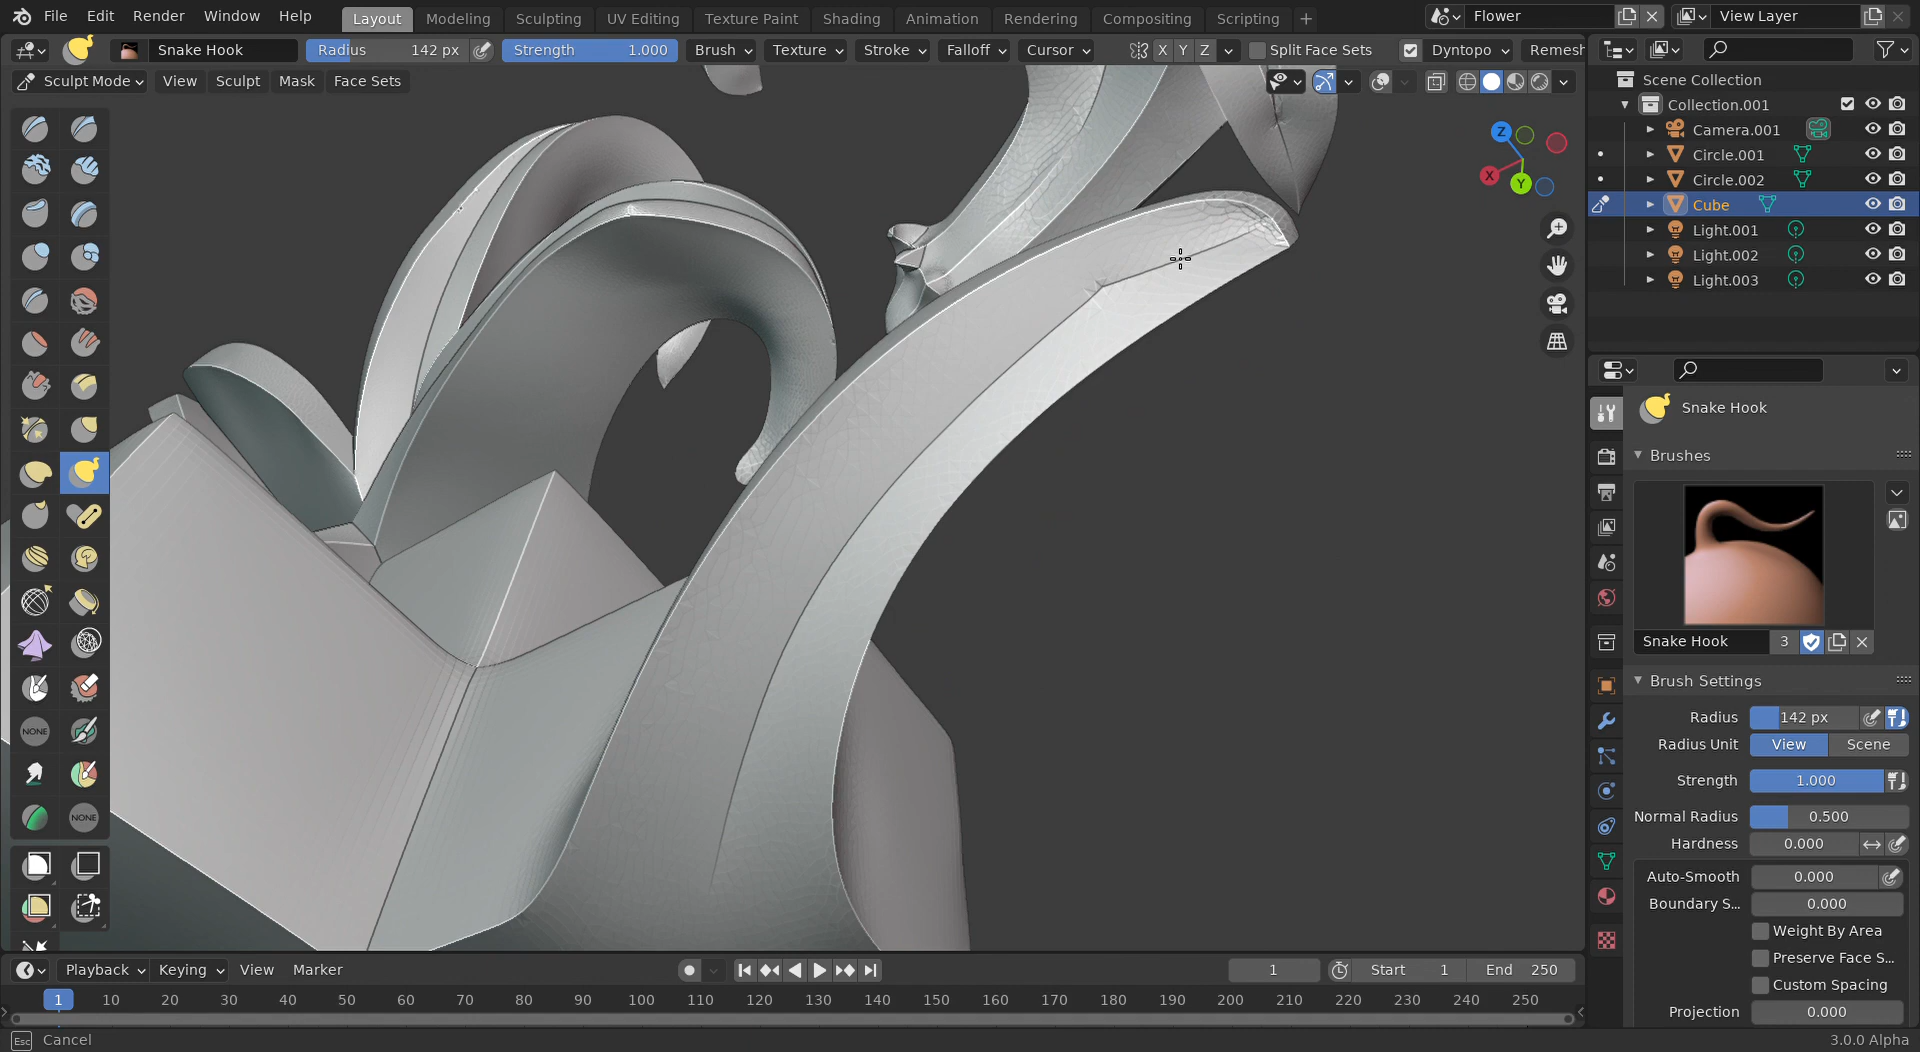 File Edit Render Window Help Layout Modeling Sculpting UV Editing Texture Paint Shading Animation Rendering Compositing Scripting + Flower View Layer
Snake Hook Radius 142 px Strength 1.000 Brush Texture Stroke Falloff Cursor X Y Z Split Face Sets Dyntopo Remesh
Sculpt Mode View Sculpt Mask Face Sets
Z
X
Y
NONE
NONE
Scene Collection
Collection.001
Camera.001
Circle.001
Circle.002
Cube
Light.001
Light.002
Light.003
Snake Hook
Brushes
Snake Hook 3
Brush Settings
Radius 142 px
Radius Unit View Scene
Strength 1.000
Normal Radius 0.500
Hardness 0.000
Auto-Smooth 0.000
Boundary S... 0.000
Weight By Area
Preserve Face S...
Custom Spacing
Projection 0.000
Playback Keying View Marker 1 Start 1 End 250
1 10 20 30 40 50 60 70 80 90 100 110 120 130 140 150 160 170 180 190 200 210 220 230 240 250
Esc Cancel 3.0.0 Alpha